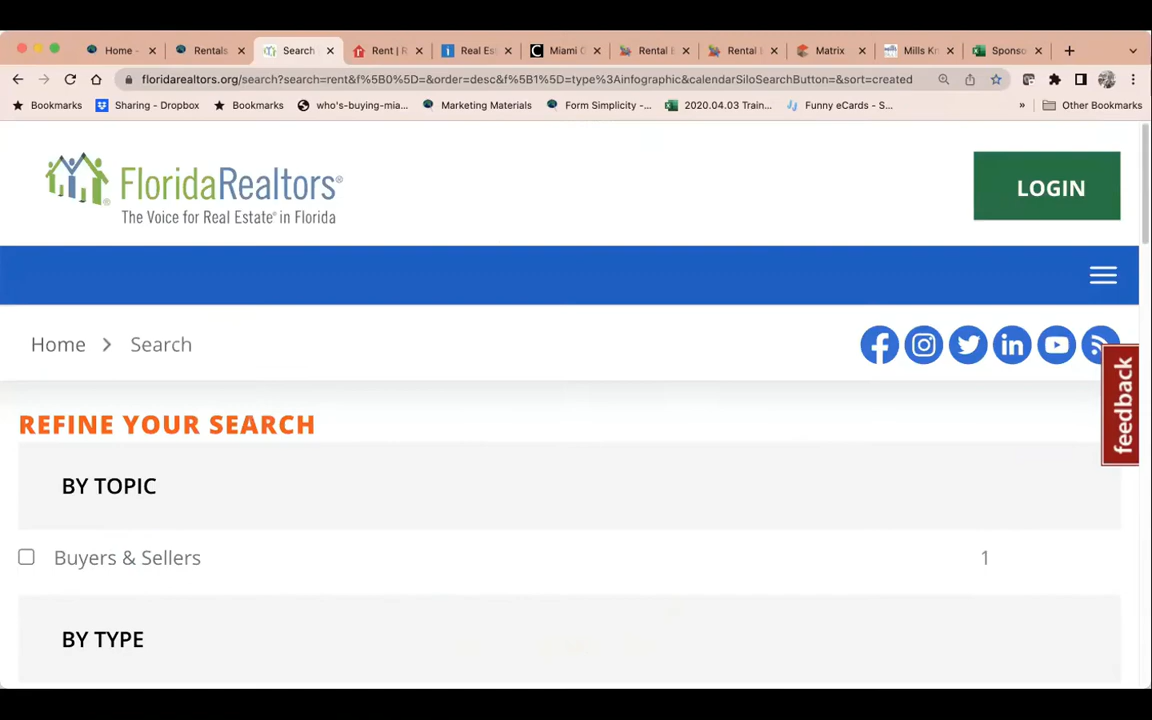 Home -
Rentals
Search
Rent | R
Real Est
Miami
Rental E
Rental E
Matrix
Mills Kn
Sponso
floridarealtors.org/search?search=rent&f%5B0%5D=&order=desc&f%5B1%5D=type%3Ainfographic&calendarSiloSearchButton=&sort=created
Bookmarks
Sharing - Dropbox
Bookmarks
who's-buying-mia...
Marketing Materials
Form Simplicity -...
2020.04.03 Train...
Funny eCards - S...
»
Other Bookmarks
FloridaRealtors®
The Voice for Real Estate® in Florida
LOGIN
Home > Search
feedback
REFINE YOUR SEARCH
BY TOPIC
Buyers & Sellers 1
BY TYPE